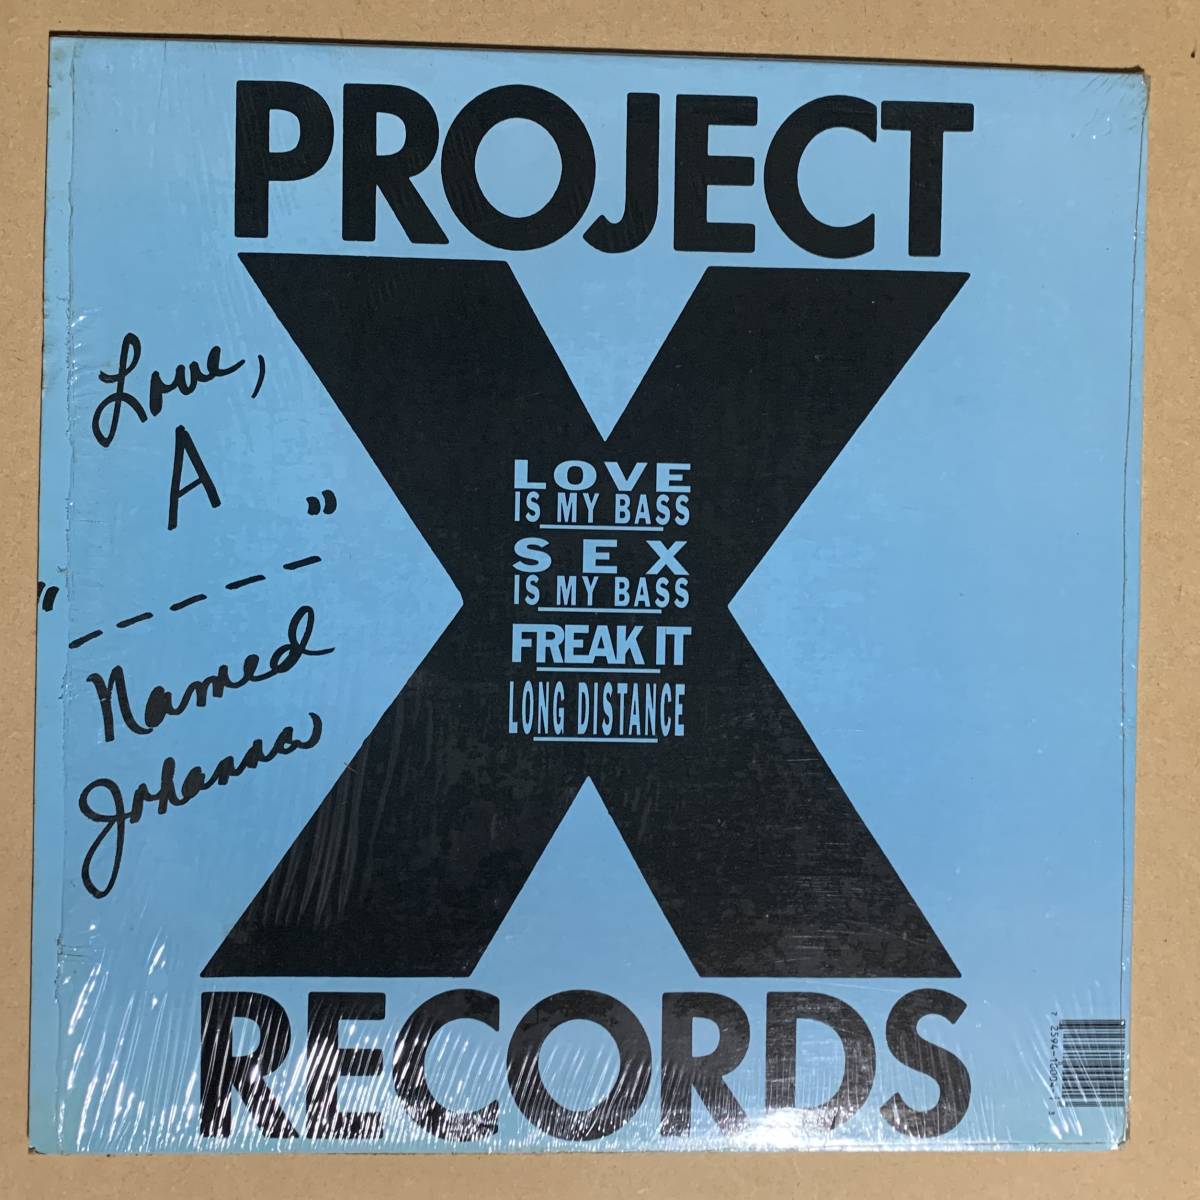 PROJECT
X
Love,
A
"_ _ _ _ _"
Named
Johanna
LOVE
IS MY BASS
SEX
IS MY BASS
FREAK IT
LONG DISTANCE
RECORDS